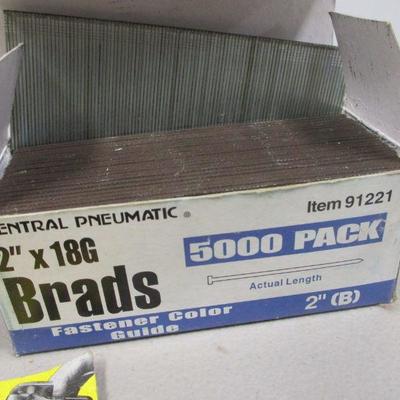 ENTRAL PNEUMATIC ®
Item 91221
2" x 18G
5000 PACK
Brads
Actual Length
Fastener Color
Guide
2" (B)